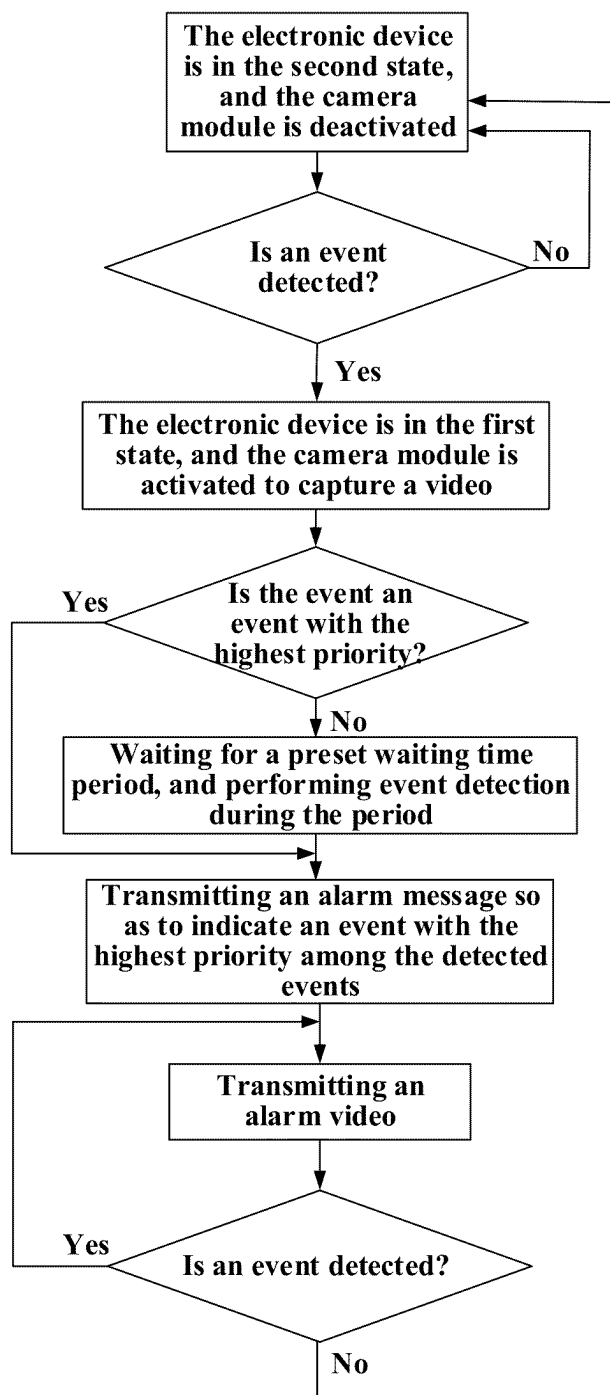 The electronic device
is in the second state,
and the camera
module is deactivated
Is an event
detected?
No
Yes
The electronic device is in the first
state, and the camera module is
activated to capture a video
Yes
Is the event an
event with the
highest priority?
No
Waiting for a preset waiting time
period, and performing event detection
during the period
Transmitting an alarm message so
as to indicate an event with the
highest priority among the detected
events
Transmitting an
alarm video
Yes
Is an event detected?
No